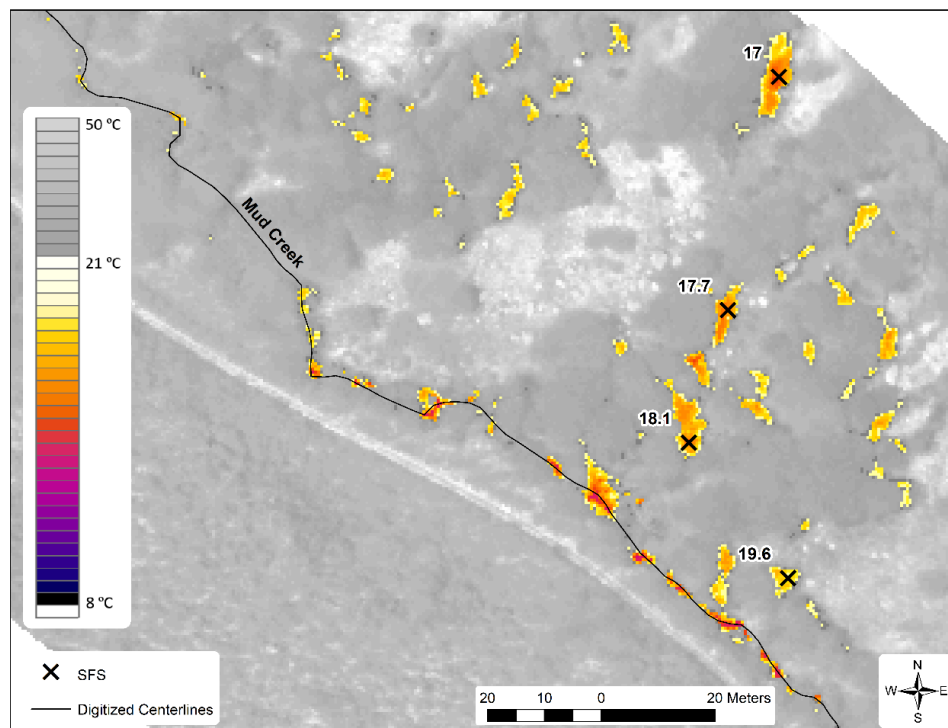 17
50 ºC
Mud Creek
21 ºC
17.7
18.1
19.6
8 ºC
SFS
Digitized Centerlines
20 10 0 20 Meters
N
W E
S